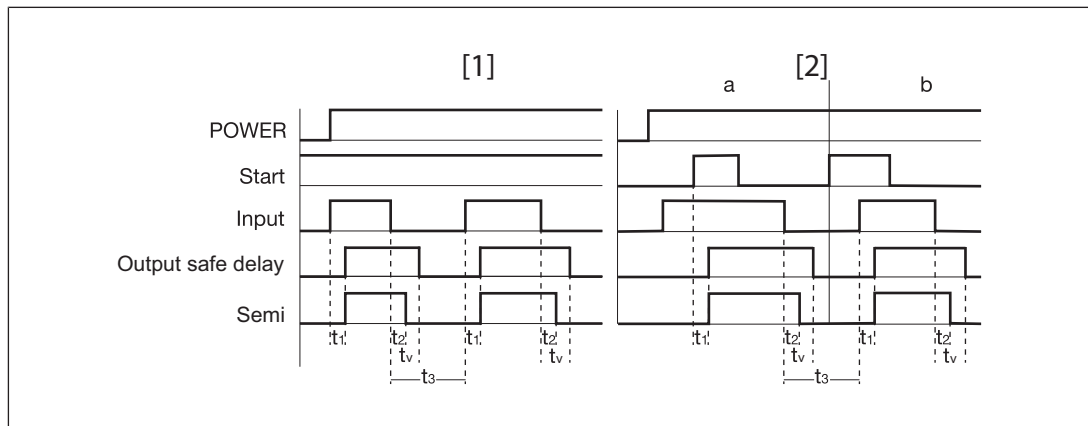 [1] [2]
a b
POWER
Start
Input
Output safe delay
Semi
t1 t2 t1 t2 t1 t2 t1 t2
tv tv tv tv
t3 t3